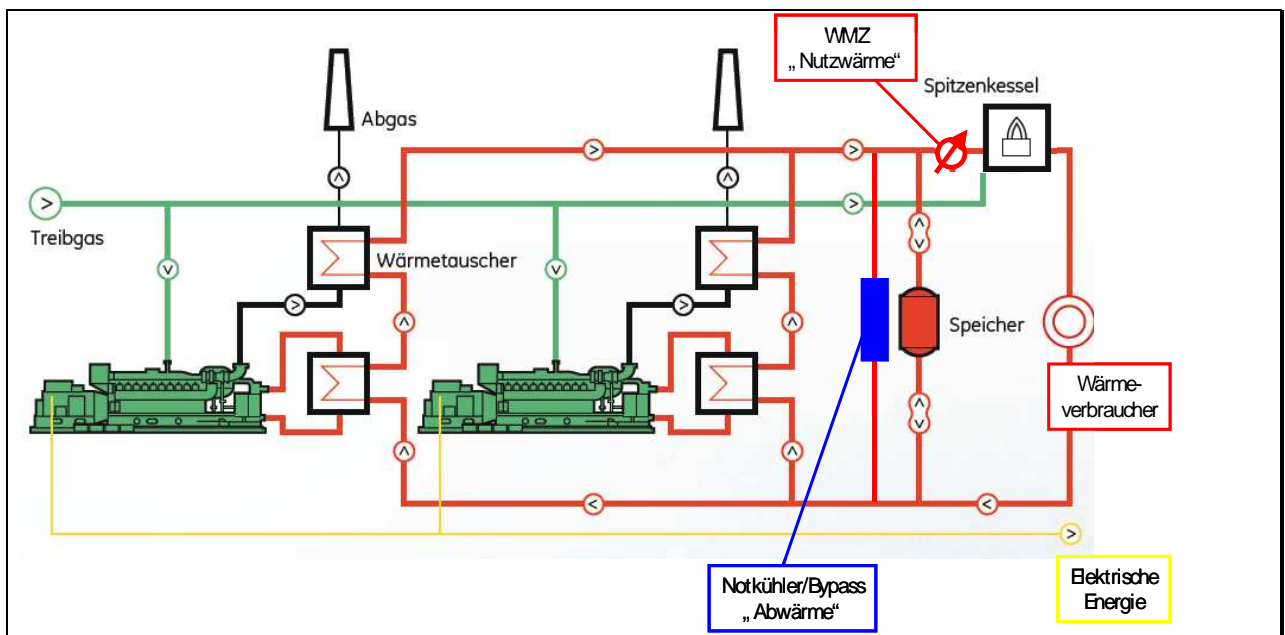 WMZ
„Nutzwärme“
Spitzenkessel
Abgas
Treibgas
Wärmetauscher
Speicher
Wärme-
verbraucher
Notkühler/Bypass
„Abwärme“
Elektrische
Energie